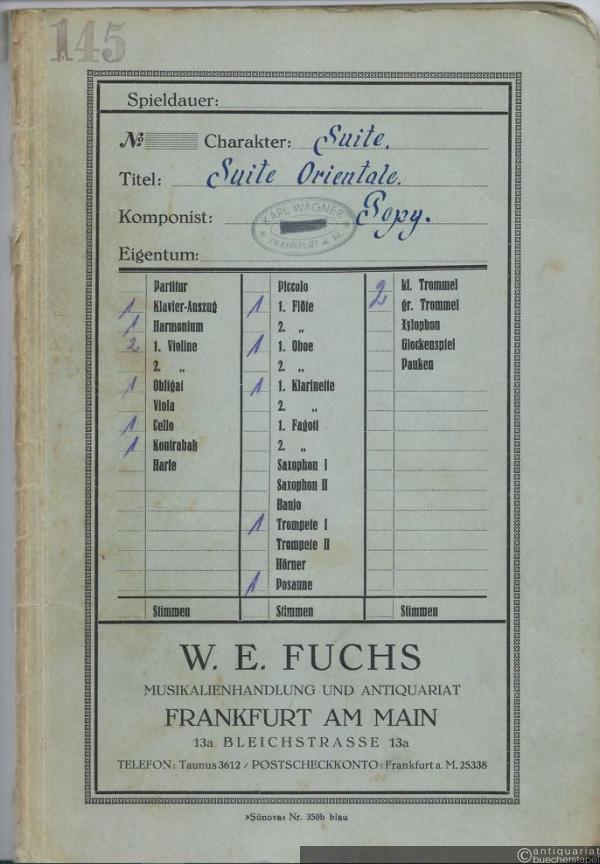 145
Spieldauer:
№ Charakter: Suite.
Titel: Suite Orientale.
Komponist: Popy.
KARL WAGNER
FRANKFURT A. M.
Eigentum:
Partitur
1 Klavier-Auszug
1 Harmonium
2 1. Violine
2. „
1 Obligat
Viola
1 Cello
1 Kontrabaß
Harfe
Stimmen
Piccolo
1 1. Flöte
2. „
1 1. Oboe
2. „
1 1. Klarinette
2. „
1. Fagott
2. „
Saxophon I
Saxophon II
Banjo
1 Trompete I
Trompete II
Hörner
1 Posaune
Stimmen
2 kl. Trommel
gr. Trommel
Xylophon
Glockenspiel
Pauken
Stimmen
W. E. FUCHS
MUSIKALIENHANDLUNG UND ANTIQUARIAT
FRANKFURT AM MAIN
13a BLEICHSTRASSE 13a
TELEFON: Taunus 3612 / POSTSCHECKKONTO: Frankfurt a. M. 25338
»Sünova« Nr. 350b blau
©antiquariat
buecherstapel